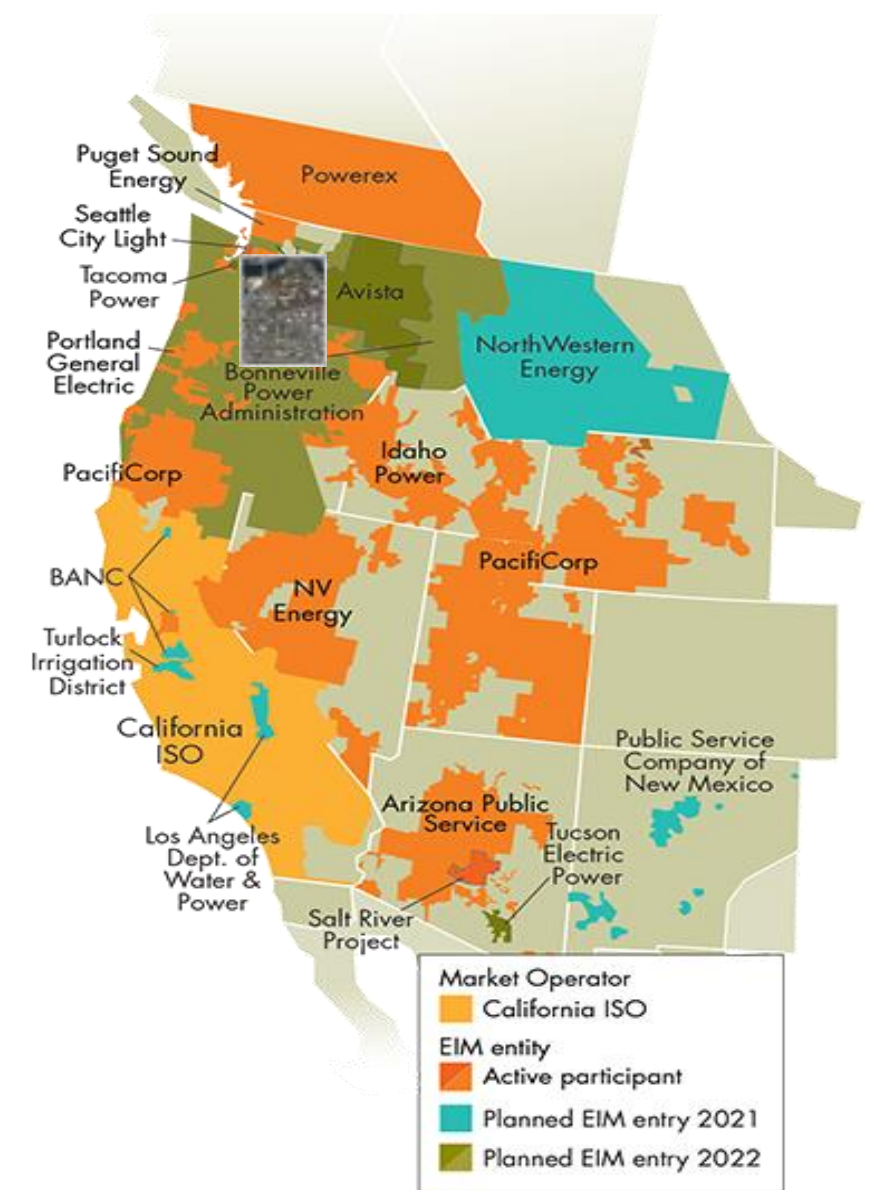 Puget Sound
Energy
Powerex
Seattle
City Light
Tacoma
Power
Avista
Portland
General
Electric
NorthWestern
Energy
Bonneville
Power
Administration
PacifiCorp
Idaho
Power
BANC
NV
Energy
PacifiCorp
Turlock
Irrigation
District
California
ISO
Public Service
Company of
New Mexico
Arizona Public
Service
Tucson
Electric
Power
Los Angeles
Dept. of
Water &
Power
Salt River
Project
Market Operator
California ISO
EIM entity
Active participant
Planned EIM entry 2021
Planned EIM entry 2022